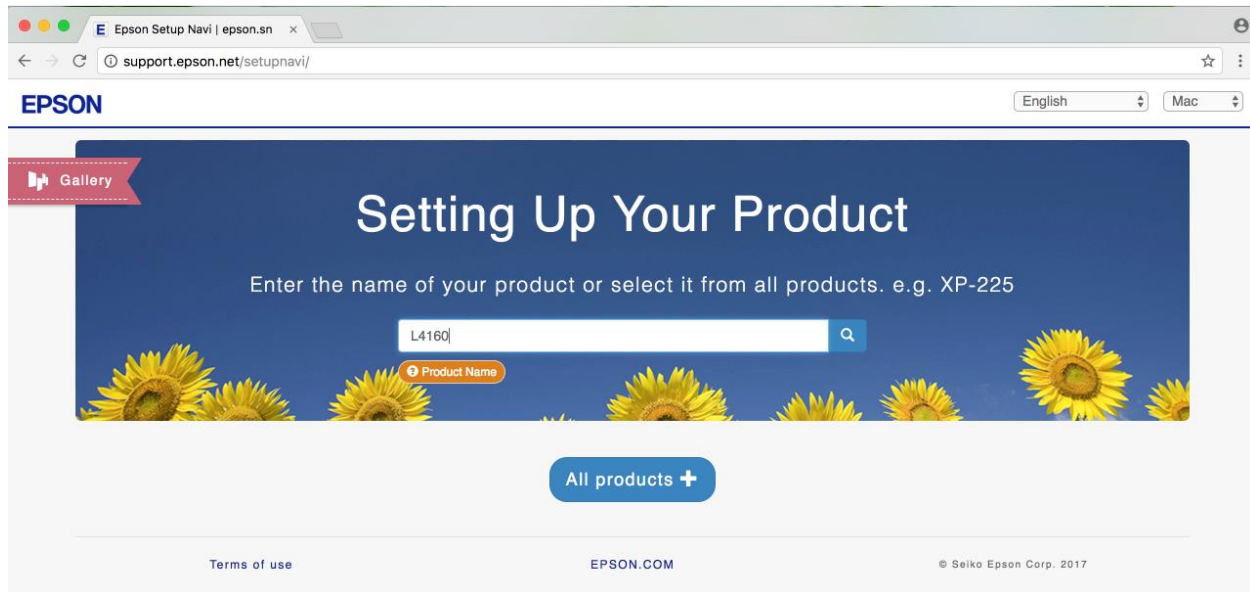 E Epson Setup Navi | epson.sn ×
support.epson.net/setupnavi/
EPSON
English
Mac
Gallery
Setting Up Your Product
Enter the name of your product or select it from all products. e.g. XP-225
L4160
? Product Name
All products +
Terms of use
EPSON.COM
© Seiko Epson Corp. 2017